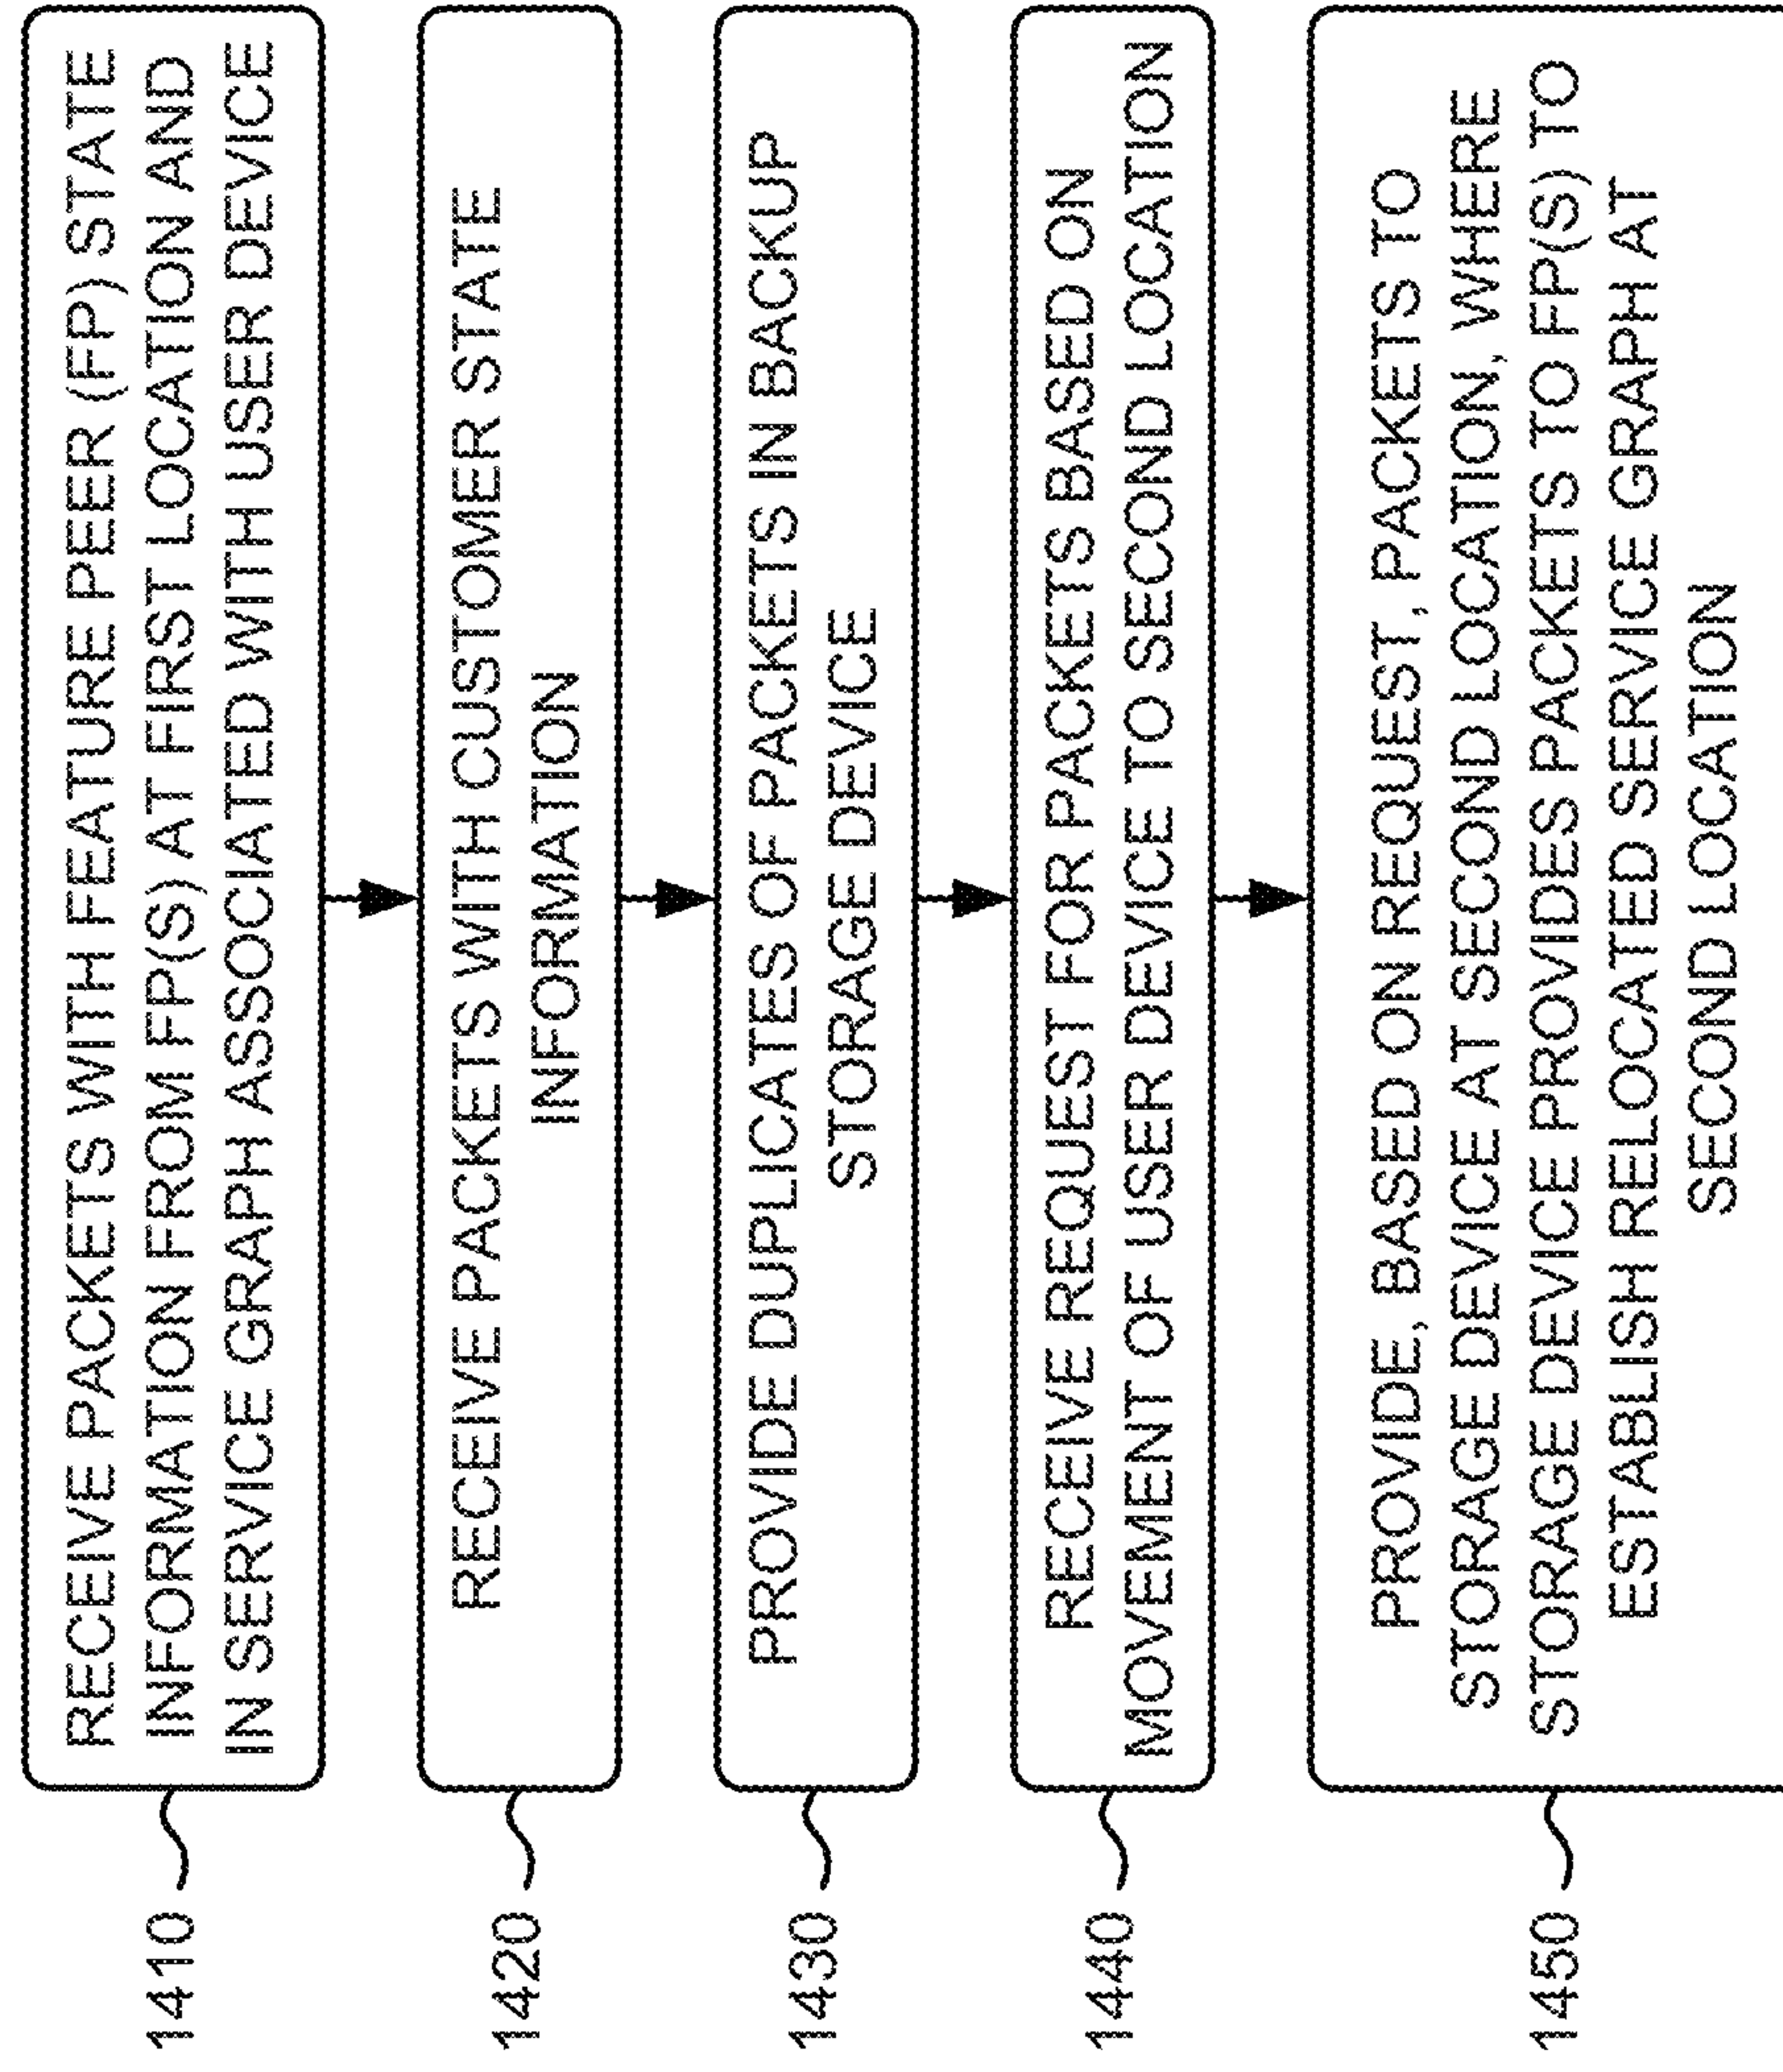 1410
RECEIVE PACKETS WITH FEATURE PEER (FP) STATE
INFORMATION FROM FP(S) AT FIRST LOCATION AND
IN SERVICE GRAPH ASSOCIATED WITH USER DEVICE
1420
RECEIVE PACKETS WITH CUSTOMER STATE
INFORMATION
1430
PROVIDE DUPLICATES OF PACKETS IN BACKUP
STORAGE DEVICE
1440
RECEIVE REQUEST FOR PACKETS BASED ON
MOVEMENT OF USER DEVICE TO SECOND LOCATION
1450
PROVIDE, BASED ON REQUEST, PACKETS TO
STORAGE DEVICE AT SECOND LOCATION, WHERE
STORAGE DEVICE PROVIDES PACKETS TO FP(S) TO
ESTABLISH RELOCATED SERVICE GRAPH AT
SECOND LOCATION